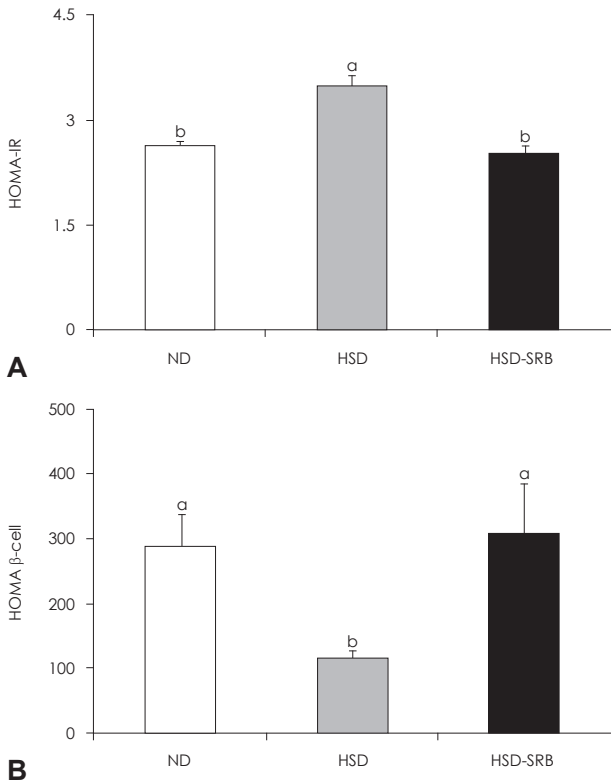 4.5
a
3
b
b
HOMA-IR
1.5
0
ND
HSD
HSD-SRB
A
500
400
a
a
300
HOMA β-cell
200
b
100
0
ND
HSD
HSD-SRB
B